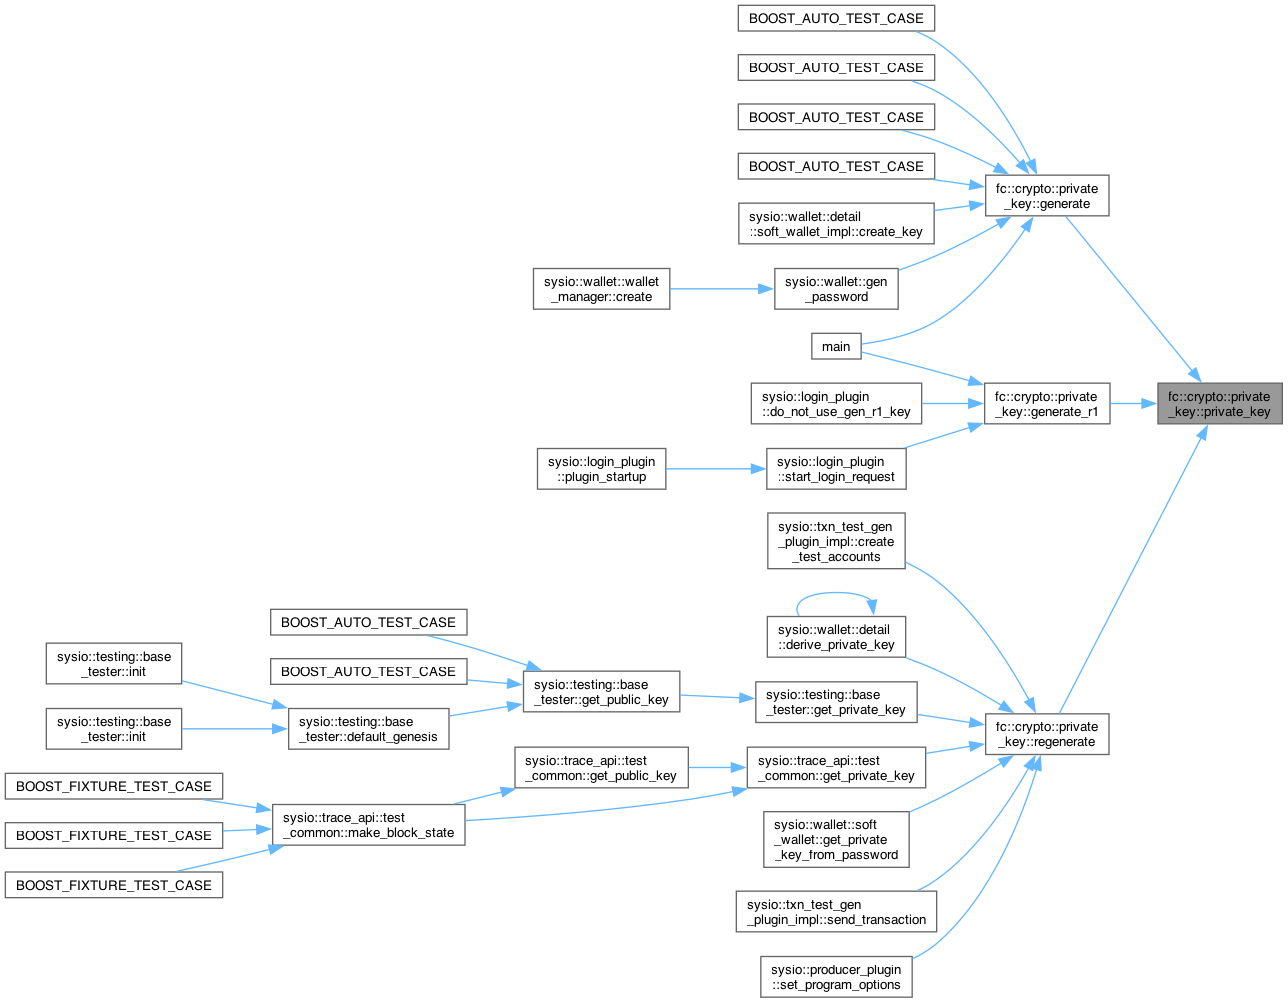 BOOST_AUTO_TEST_CASE
BOOST_AUTO_TEST_CASE
BOOST_AUTO_TEST_CASE
BOOST_AUTO_TEST_CASE
fc::crypto::private
_key::generate
sysio::wallet::detail
::soft_wallet_impl::create_key
sysio::wallet::wallet
_manager::create
sysio::wallet::gen
_password
main
sysio::login_plugin
::do_not_use_gen_r1_key
fc::crypto::private
_key::generate_r1
fc::crypto::private
_key::private_key
sysio::login_plugin
::plugin_startup
sysio::login_plugin
::start_login_request
sysio::txn_test_gen
_plugin_impl::create
_test_accounts
BOOST_AUTO_TEST_CASE
sysio::wallet::detail
::derive_private_key
sysio::testing::base
_tester::init
BOOST_AUTO_TEST_CASE
sysio::testing::base
_tester::get_public_key
sysio::testing::base
_tester::get_private_key
sysio::testing::base
_tester::init
sysio::testing::base
_tester::default_genesis
fc::crypto::private
_key::regenerate
sysio::trace_api::test
_common::get_public_key
sysio::trace_api::test
_common::get_private_key
BOOST_FIXTURE_TEST_CASE
BOOST_FIXTURE_TEST_CASE
BOOST_FIXTURE_TEST_CASE
sysio::trace_api::test
_common::make_block_state
sysio::wallet::soft
_wallet::get_private
_key_from_password
sysio::txn_test_gen
_plugin_impl::send_transaction
sysio::producer_plugin
::set_program_options